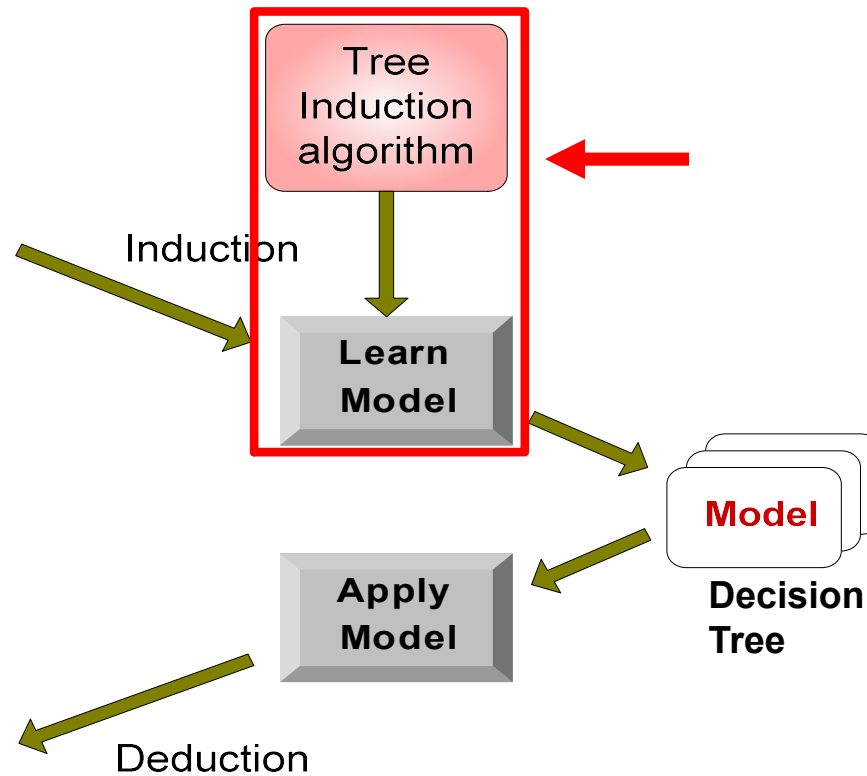 Tree
Induction
algorithm
Induction
Learn
Model
Model
Decision
Tree
Apply
Model
Deduction